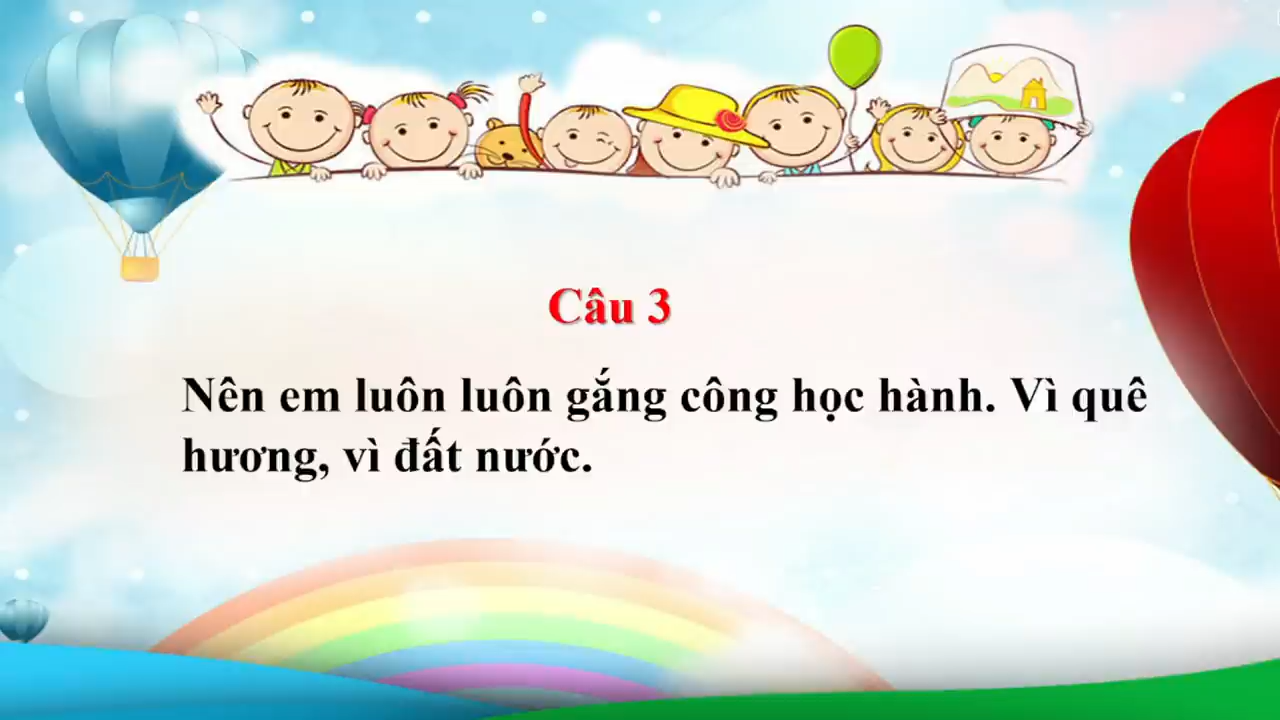 Câu 3
Nên em luôn luôn gắng công học hành. Vì quê
hương, vì đất nước.